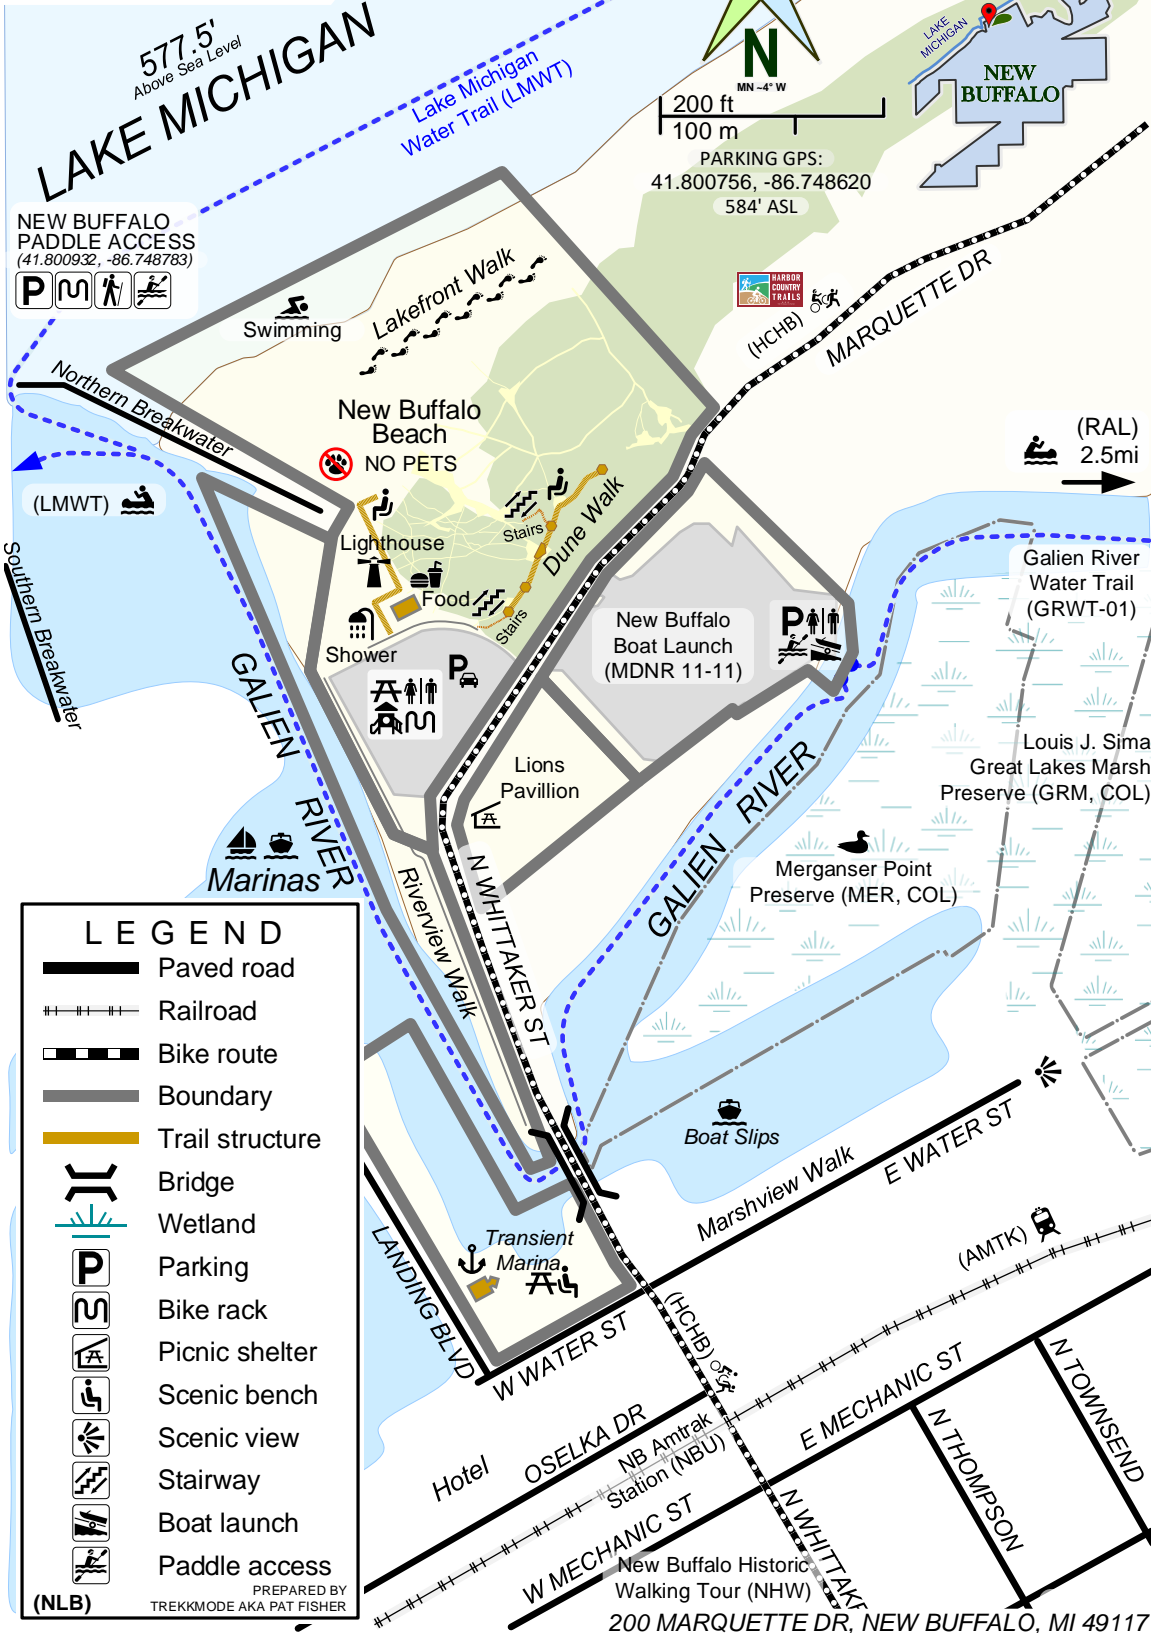 577.5'
Above Sea Level
LAKE MICHIGAN
Lake Michigan
Water Trail (LMWT)
N
MN ~4° W
200 ft
100 m
PARKING GPS:
41.800756, -86.748620
584' ASL
LAKE
MICHIGAN
NEW
BUFFALO
NEW BUFFALO
PADDLE ACCESS
(41.800932, -86.748783)
P
Swimming
Lakefront Walk
HARBOR
COUNTRY
TRAILS
(HCHB)
MARQUETTE DR
Northern Breakwater
New Buffalo
Beach
NO PETS
(RAL)
2.5mi
(LMWT)
Southern Breakwater
Lighthouse
Stairs
Dune Walk
Food
Stairs
Shower
P
New Buffalo
Boat Launch
(MDNR 11-11)
P
Galien River
Water Trail
(GRWT-01)
GALIEN
RIVER
Lions
Pavillion
GALIEN RIVER
Louis J. Sima
Great Lakes Marsh
Preserve (GRM, COL)
Merganser Point
Preserve (MER, COL)
Marinas
Riverview Walk
N WHITTAKER ST
Boat Slips
Marshview Walk
E WATER ST
Transient
Marina
LANDING BLVD
W WATER ST
(HCHB)
(AMTK)
Hotel
OSELKA DR
NB Amtrak
Station (NBU)
E MECHANIC ST
W MECHANIC ST
N WHITTAKER
N THOMPSON
N TOWNSEND
New Buffalo Historic
Walking Tour (NHW)
200 MARQUETTE DR, NEW BUFFALO, MI 49117
LEGEND
Paved road
Railroad
Bike route
Boundary
Trail structure
Bridge
Wetland
P Parking
Bike rack
Picnic shelter
Scenic bench
Scenic view
Stairway
Boat launch
Paddle access
(NLB)
PREPARED BY
TREKKMODE AKA PAT FISHER